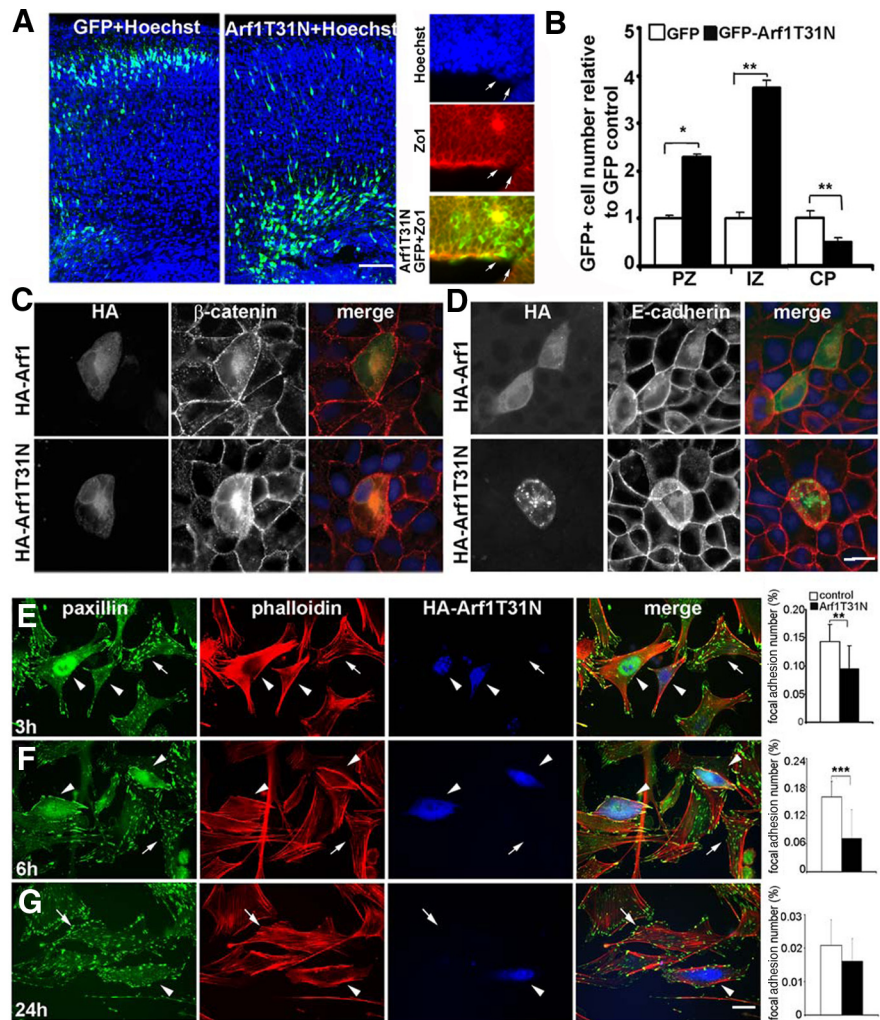 A
GFP+Hoechst
Arf1T31N+Hoechst
Hoechst
Zo1
Arf1T31N
GFP+Zo1
B
GFP
GFP-Arf1T31N
GFP+ cell number relative
to GFP control
5
4
3
2
1
0
*
**
**
PZ
IZ
CP
C
HA
β-catenin
merge
HA-Arf1
HA-Arf1T31N
D
HA
E-cadherin
merge
HA-Arf1
HA-Arf1T31N
E
paxillin
phalloidin
HA-Arf1T31N
merge
3h
control
Arf1T31N
focal adhesion number (%)
0.20
0.15
0.10
0.05
0
**
F
6h
focal adhesion number (%)
0.24
0.18
0.12
0.06
0
***
G
24h
focal adhesion number (%)
0.03
0.02
0.01
0